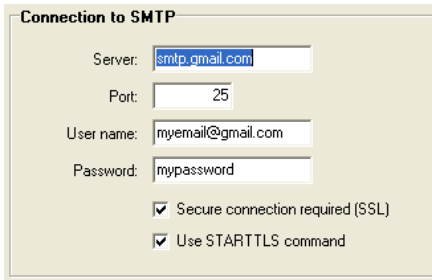 Connection to SMTP
Server: smtp.gmail.com
Port: 25
User name: myemail@gmail.com
Password: mypassword
Secure connection required (SSL)
Use STARTTLS command